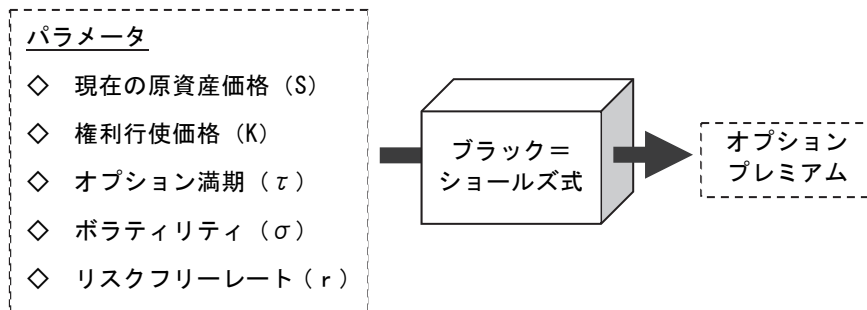 パラメータ
◇ 現在の原資産価格（S）
◇ 権利行使価格（K）
◇ オプション満期（τ）
◇ ボラティリティ（σ）
◇ リスクフリーレート（ｒ）
ブラック＝
ショールズ式
オプション
プレミアム